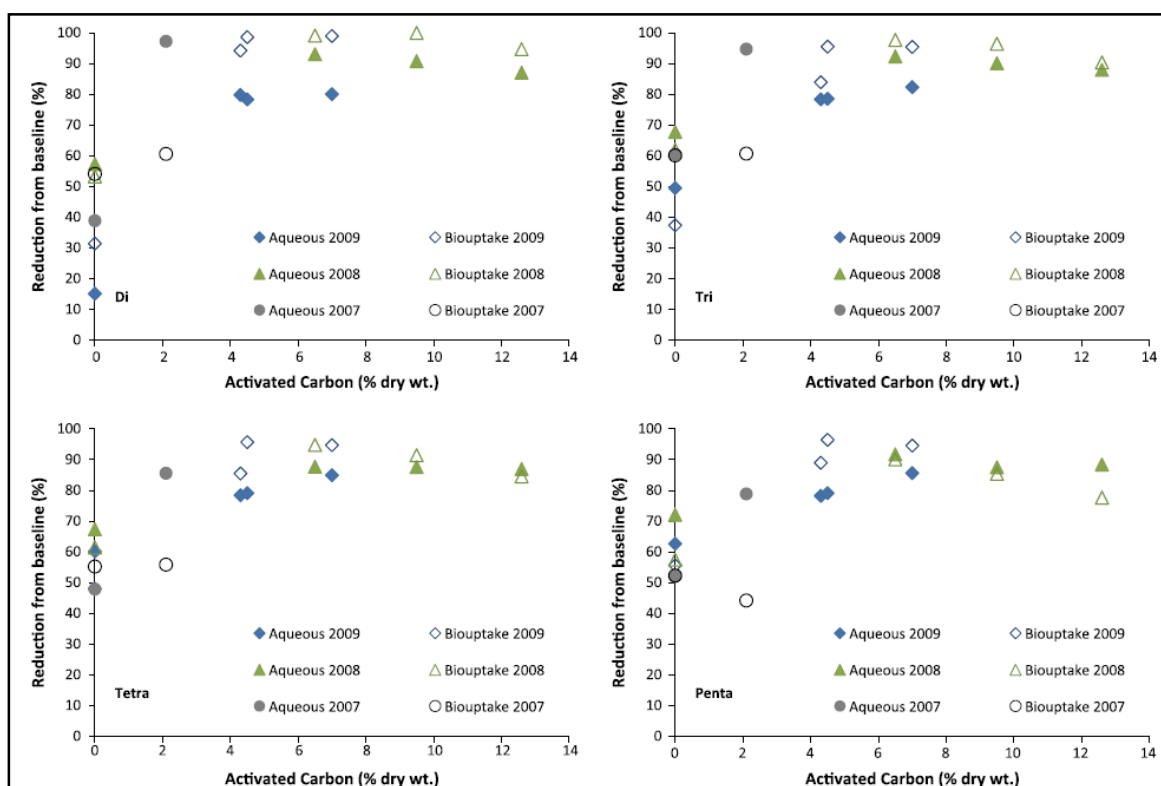 100
90
80
70
60
50
40
30
20
10
0
Reduction from baseline (%)
Aqueous 2009 Biouptake 2009
Aqueous 2008 Biouptake 2008
Aqueous 2007 Biouptake 2007
Di
0 2 4 6 8 10 12 14
Activated Carbon (% dry wt.)
100
90
80
70
60
50
40
30
20
10
0
Reduction from baseline (%)
Aqueous 2009 Biouptake 2009
Aqueous 2008 Biouptake 2008
Aqueous 2007 Biouptake 2007
Tri
0 2 4 6 8 10 12 14
Activated Carbon (% dry wt.)
100
90
80
70
60
50
40
30
20
10
0
Reduction from baseline (%)
Aqueous 2009 Biouptake 2009
Aqueous 2008 Biouptake 2008
Aqueous 2007 Biouptake 2007
Tetra
0 2 4 6 8 10 12 14
Activated Carbon (% dry wt.)
100
90
80
70
60
50
40
30
20
10
0
Reduction from baseline (%)
Aqueous 2009 Biouptake 2009
Aqueous 2008 Biouptake 2008
Aqueous 2007 Biouptake 2007
Penta
0 2 4 6 8 10 12 14
Activated Carbon (% dry wt.)